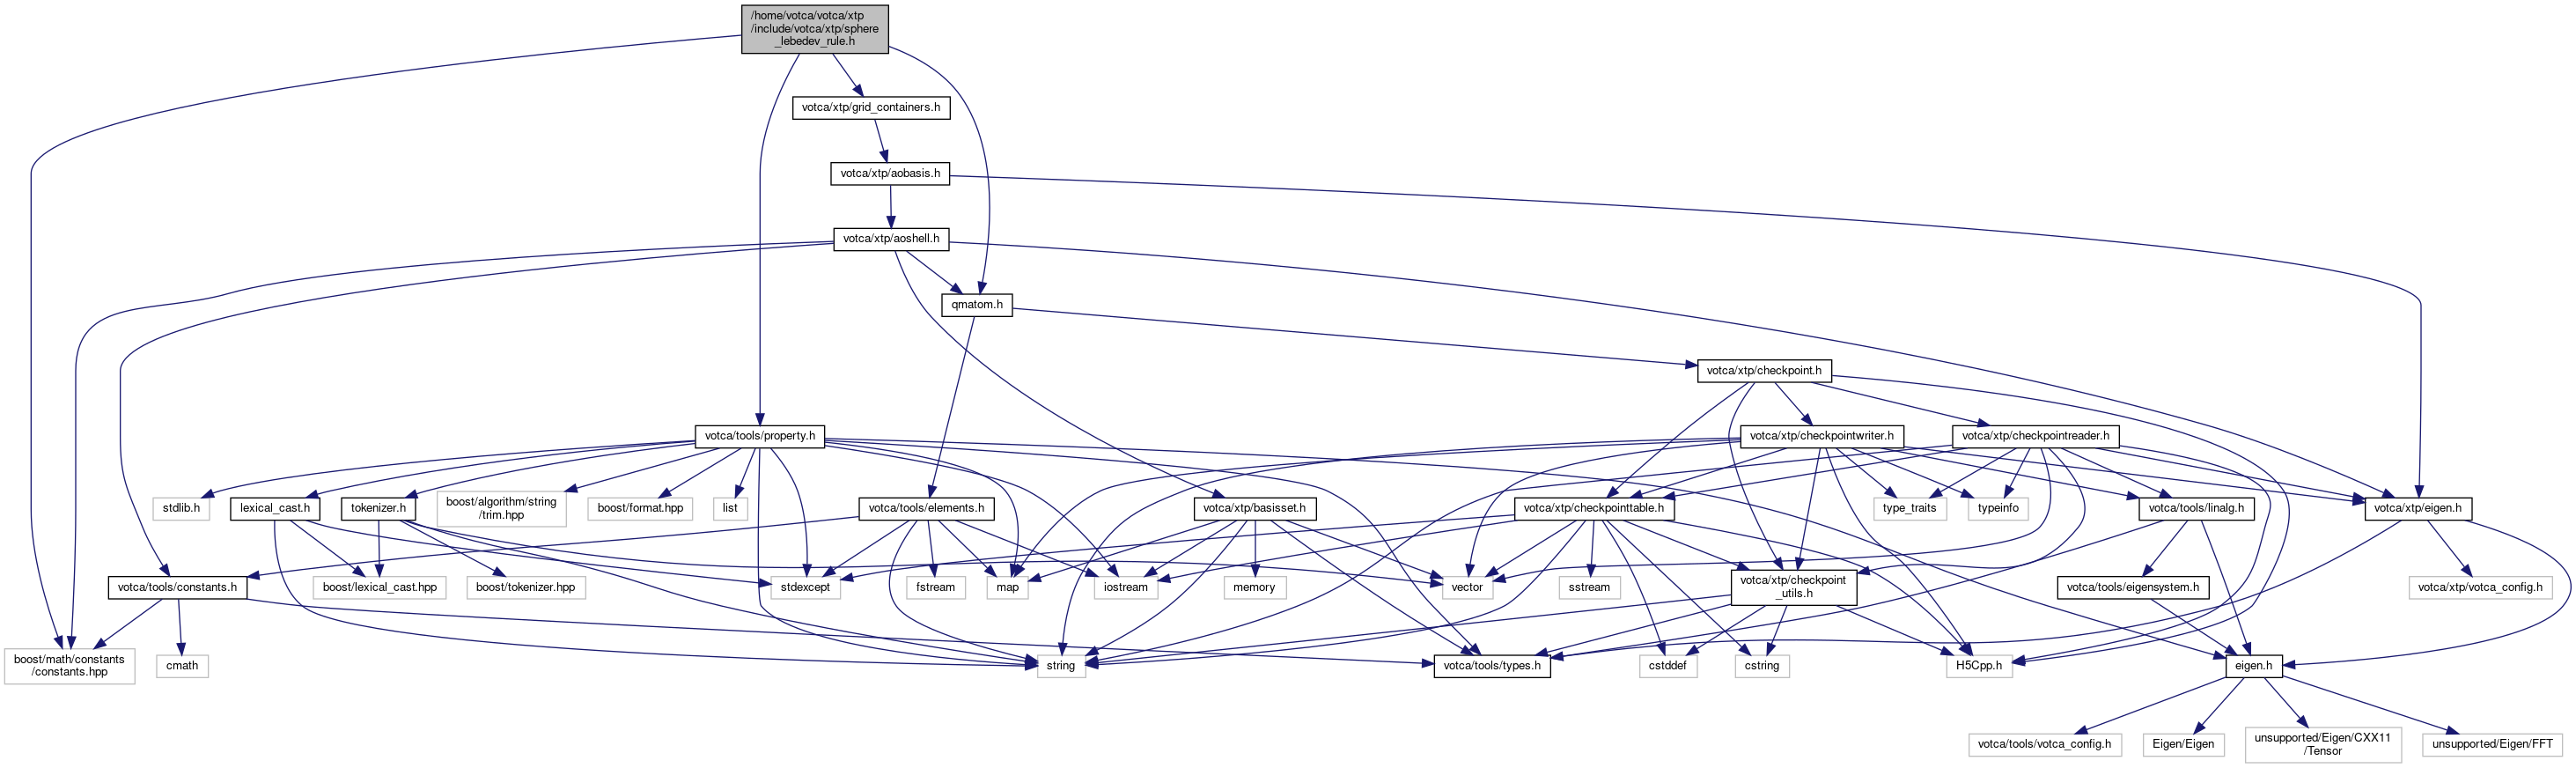 /home/votca/votca/xtp
/include/votca/xtp/sphere
_lebedev_rule.h
votca/xtp/grid_containers.h
votca/xtp/aobasis.h
votca/xtp/aoshell.h
qmatom.h
votca/xtp/checkpoint.h
votca/tools/property.h
votca/xtp/checkpointwriter.h
votca/xtp/checkpointreader.h
stdlib.h
lexical_cast.h
tokenizer.h
boost/algorithm/string
/trim.hpp
boost/format.hpp
list
votca/tools/elements.h
votca/xtp/basisset.h
votca/xtp/checkpointtable.h
type_traits
typeinfo
votca/tools/linalg.h
votca/xtp/eigen.h
votca/tools/constants.h
boost/lexical_cast.hpp
boost/tokenizer.hpp
stdexcept
fstream
map
iostream
memory
vector
sstream
votca/xtp/checkpoint
_utils.h
votca/tools/eigensystem.h
votca/xtp/votca_config.h
boost/math/constants
/constants.hpp
cmath
string
votca/tools/types.h
cstddef
cstring
H5Cpp.h
eigen.h
votca/tools/votca_config.h
Eigen/Eigen
unsupported/Eigen/CXX11
/Tensor
unsupported/Eigen/FFT